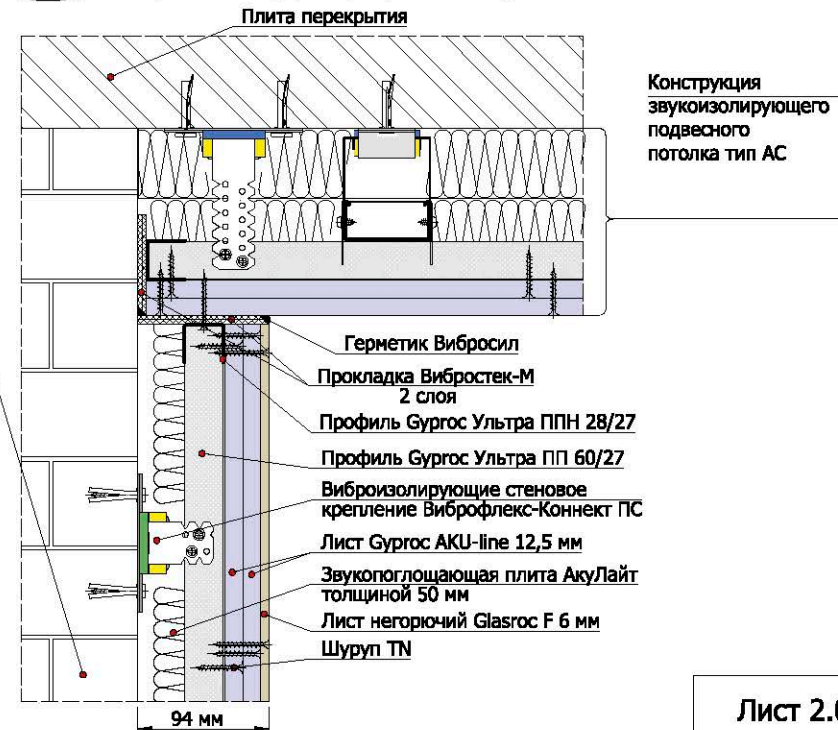 Плита перекрытия
Конструкция
звукоизолирующего
подвесного
потолка тип АС
Герметик Вибросил
Прокладка Вибростек-М
2 слоя
Профиль Gyproc Ультра ППН 28/27
Профиль Gyproc Ультра ПП 60/27
Виброизолирующие стеновое
крепление Виброфлекс-Коннект ПС
Лист Gyproc AKU-line 12,5 мм
Звукопоглощающая плита АкуЛайт
толщиной 50 мм
Лист негорючий Glasroc F 6 мм
Шуруп TN
94 мм
Лист 2.